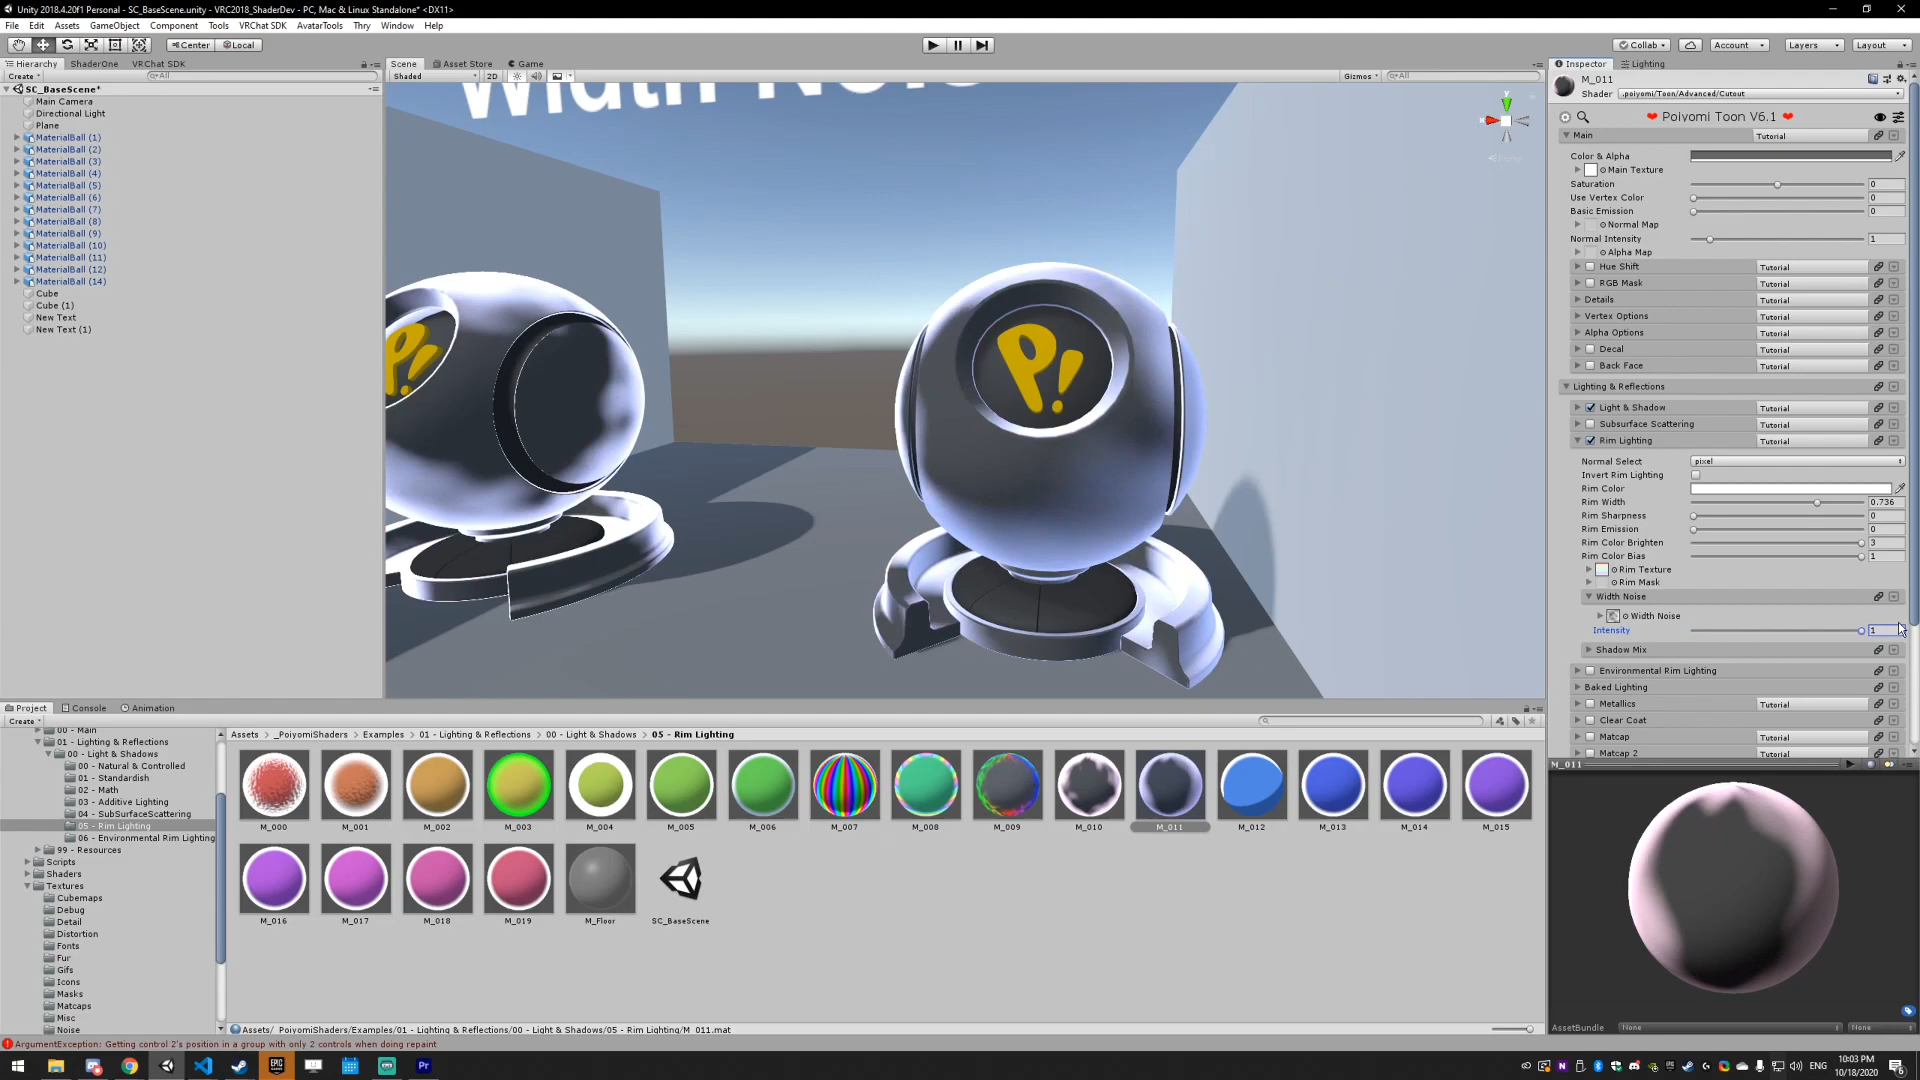 Unity 2018.4.20f1 Personal - SC_BaseScene.unity - VRC2018_ShaderDev - PC, Mac & Linux Standalone* <DX11>
File Edit Assets GameObject Component Tools VRChat SDK AvatarTools Thry Window Help
Center Local
Collab Account Layers Layout
Hierarchy ShaderOne VRChat SDK
Create All
SC_BaseScene*
Main Camera
Directional Light
Plane
MaterialBall (1)
MaterialBall (2)
MaterialBall (3)
MaterialBall (4)
MaterialBall (5)
MaterialBall (6)
MaterialBall (7)
MaterialBall (8)
MaterialBall (9)
MaterialBall (10)
MaterialBall (11)
MaterialBall (12)
MaterialBall (14)
Cube
Cube (1)
New Text
New Text (1)
Scene Asset Store Game
Shaded 2D Gizmos All
Width
P!
P!
y
Inspector Lighting
M_011
Shader .poiyomi/Toon/Advanced/Cutout
Poiyomi Toon V6.1
Main Tutorial
Color & Alpha
Main Texture
Saturation 0
Use Vertex Color 0
Basic Emission 0
Normal Map
Normal Intensity 1
Alpha Map
Hue Shift Tutorial
RGB Mask Tutorial
Details Tutorial
Vertex Options Tutorial
Alpha Options Tutorial
Decal Tutorial
Back Face Tutorial
Lighting & Reflections
Light & Shadow Tutorial
Subsurface Scattering Tutorial
Rim Lighting Tutorial
Normal Select pixel
Invert Rim Lighting
Rim Color
Rim Width 0.736
Rim Sharpness 0
Rim Emission 0
Rim Color Brighten 3
Rim Color Bias 1
Rim Texture
Rim Mask
Width Noise
Width Noise
Intensity 1
Shadow Mix
Environmental Rim Lighting
Baked Lighting
Metallics Tutorial
Clear Coat
Matcap Tutorial
Matcap 2 Tutorial
M_011
AssetBundle None None
Project Console Animation
Create
00 - Main
01 - Lighting & Reflections
00 - Light & Shadows
00 - Natural & Controlled
01 - Standardish
02 - Math
03 - Additive Lighting
04 - SubSurfaceScattering
05 - Rim Lighting
06 - Environmental Rim Lighting
99 - Resources
Scripts
Shaders
Textures
Cubemaps
Debug
Detail
Distortion
Fonts
Fur
Gifs
Icons
Masks
Matcaps
Misc
Noise
Assets _PoiyomiShaders Examples 01 - Lighting & Reflections 00 - Light & Shadows 05 - Rim Lighting
M_000 M_001 M_002 M_003 M_004 M_005 M_006 M_007 M_008 M_009 M_010 M_011 M_012 M_013 M_014 M_015
M_016 M_017 M_018 M_019 M_Floor SC_BaseScene
Assets/_PoiyomiShaders/Examples/01 - Lighting & Reflections/00 - Light & Shadows/05 - Rim Lighting/M_011.mat
ArgumentException: Getting control 2's position in a group with only 2 controls when doing repaint
EPIC GAMES Pr ENG 10:03 PM
10/18/2020